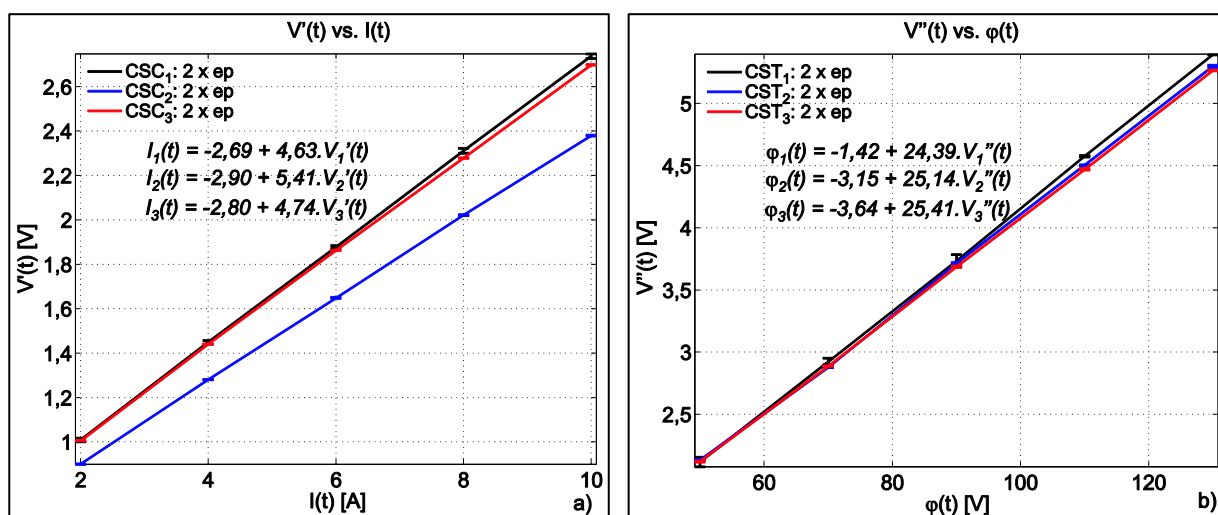 V'(t) vs. I(t)
CSC1: 2 x ep
CSC2: 2 x ep
CSC3: 2 x ep
I1(t) = -2,69 + 4,63.V1'(t)
I2(t) = -2,90 + 5,41.V2'(t)
I3(t) = -2,80 + 4,74.V3'(t)
V'(t) [V]
2,6
2,4
2,2
2
1,8
1,6
1,4
1,2
1
2 4 6 8 10
I(t) [A]
a)
V''(t) vs. φ(t)
CST1: 2 x ep
CST2: 2 x ep
CST3: 2 x ep
φ1(t) = -1,42 + 24,39.V1''(t)
φ2(t) = -3,15 + 25,14.V2''(t)
φ3(t) = -3,64 + 25,41.V3''(t)
V''(t) [V]
5
4,5
4
3,5
3
2,5
60 80 100 120
φ(t) [V]
b)